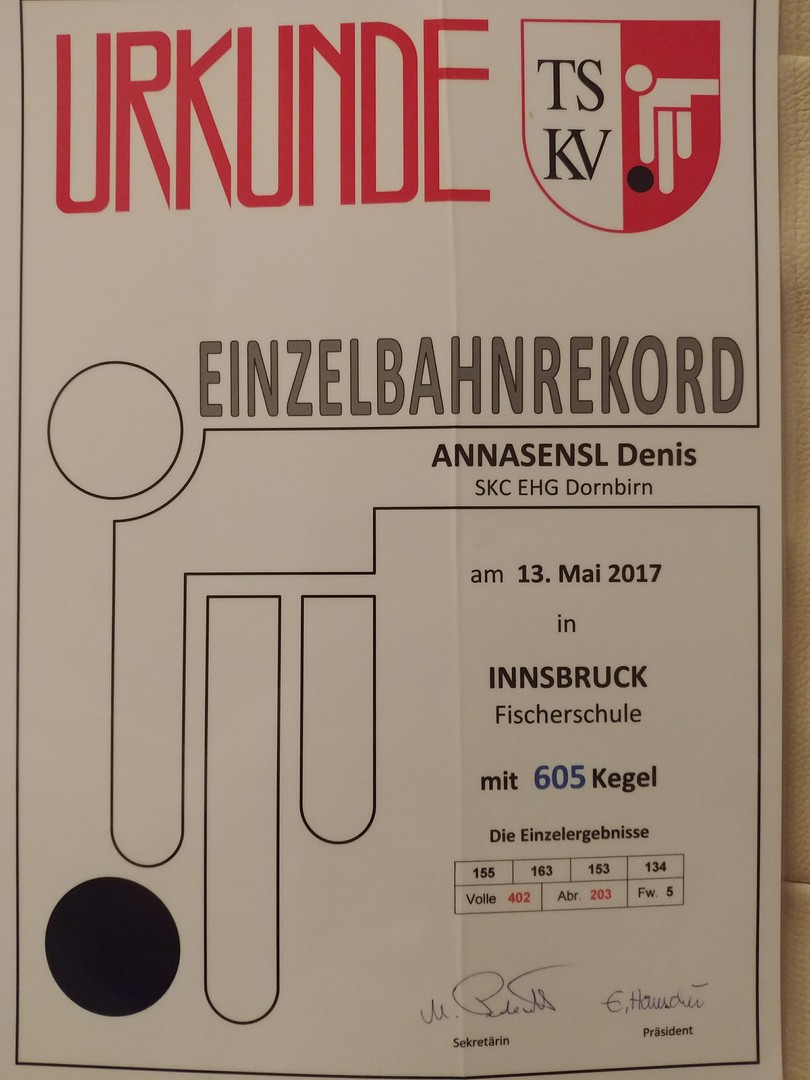 URKUNDE
TS
KV
EINZELBAHNREKORD
ANNASENSL Denis
SKC EHG Dornbirn
am 13. Mai 2017
in
INNSBRUCK
Fischerschule
mit 605 Kegel
Die Einzelergebnisse
155 163 153 134
Volle 402 Abr. 203 Fw. 5
Sekretärin
Präsident